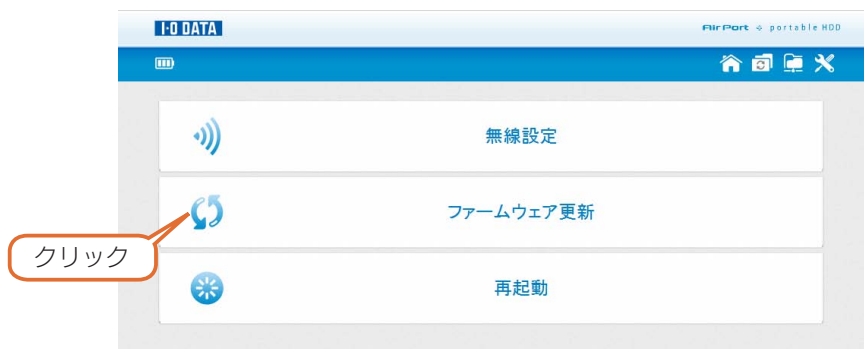 I-O DATA
AirPort portable HDD
無線設定
ファームウェア更新
クリック
再起動